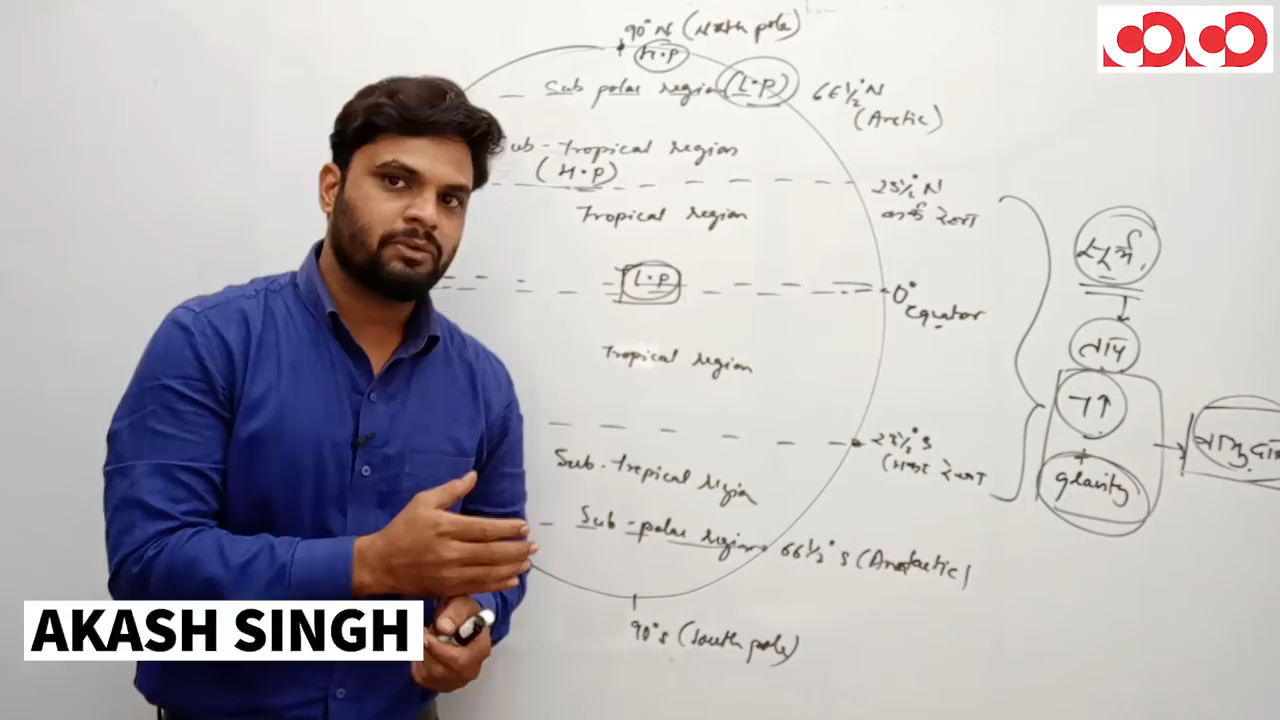 90°N (North pole)
H.P
Sub polar region (L.P)
66½°N
(Arctic)
Sub-tropical region
(H.P)
23½°N
कर्क रेखा
Tropical region
सूर्य
L.P
0°
Equator
ताप
Tropical region
↑
gravity
23½°S
(मकर रेखा
Sub-tropical region
Sub-polar region
66½°S (Antarctic)
90°S (South pole)
AKASH SINGH